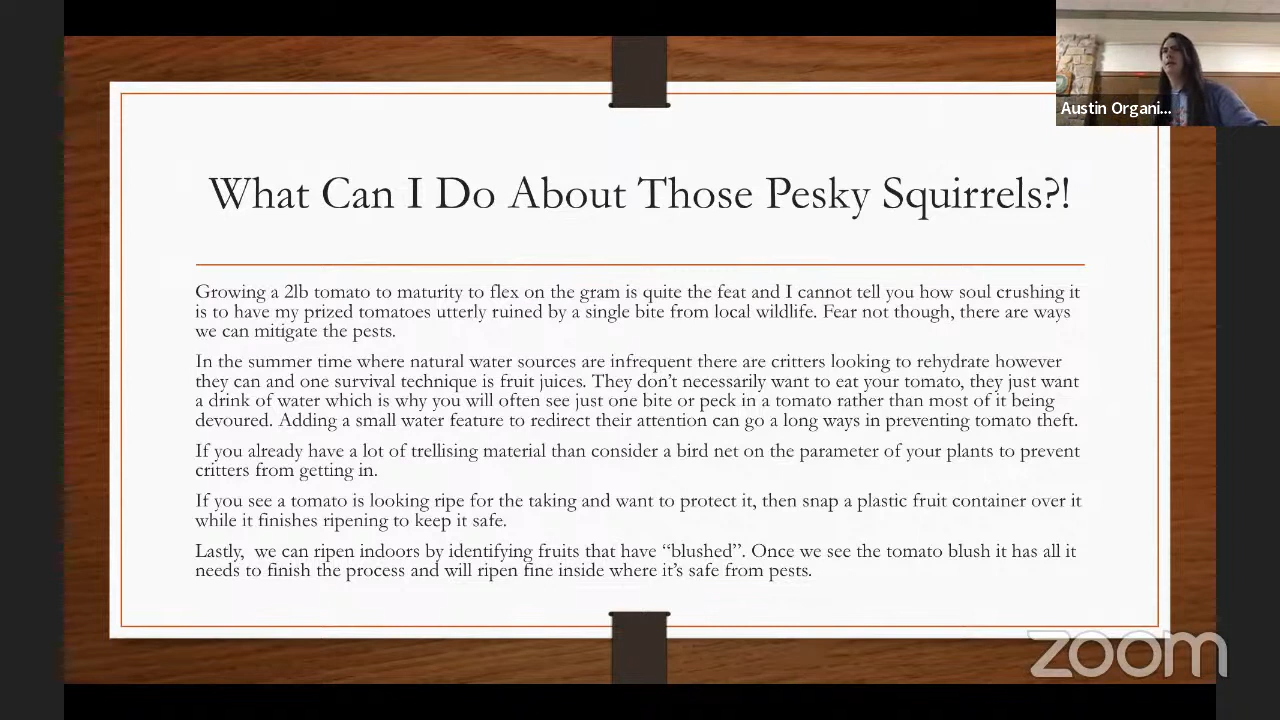 Austin Organi...
What Can I Do About Those Pesky Squirrels?!
Growing a 2lb tomato to maturity to flex on the gram is quite the feat and I cannot tell you how soul crushing it
is to have my prized tomatoes utterly ruined by a single bite from local wildlife. Fear not though, there are ways
we can mitigate the pests.
In the summer time where natural water sources are infrequent there are critters looking to rehydrate however
they can and one survival technique is fruit juices. They don’t necessarily want to eat your tomato, they just want
a drink of water which is why you will often see just one bite or peck in a tomato rather than most of it being
devoured. Adding a small water feature to redirect their attention can go a long ways in preventing tomato theft.
If you already have a lot of trellising material than consider a bird net on the parameter of your plants to prevent
critters from getting in.
If you see a tomato is looking ripe for the taking and want to protect it, then snap a plastic fruit container over it
while it finishes ripening to keep it safe.
Lastly,  we can ripen indoors by identifying fruits that have “blushed”. Once we see the tomato blush it has all it
needs to finish the process and will ripen fine inside where it’s safe from pests.
zoom